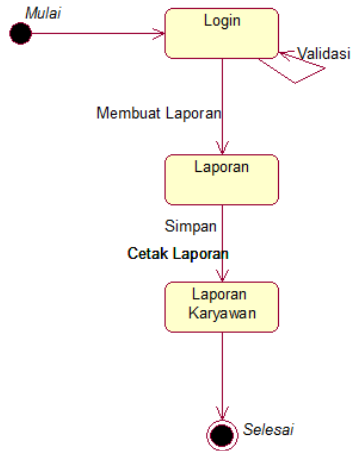 Mulai
Login
Validasi
Membuat Laporan
Laporan
Simpan
Cetak Laporan
Laporan
Karyawan
Selesai